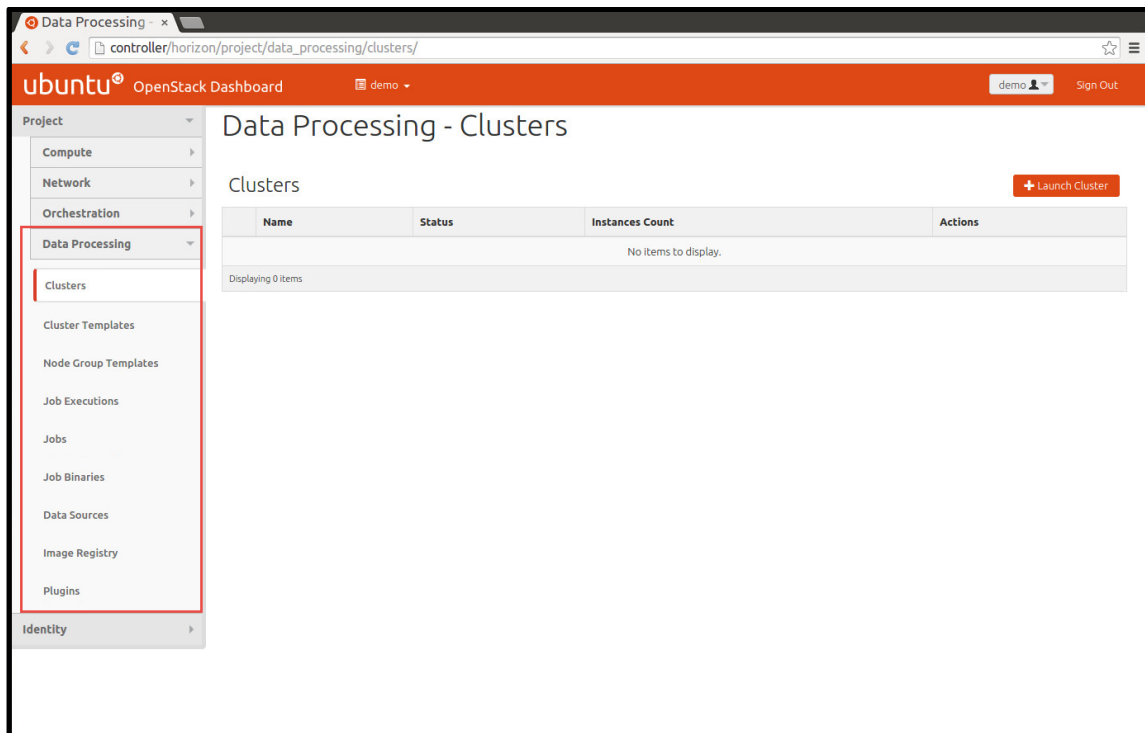 Data Processing - ×
controller/horizon/project/data_processing/clusters/
ubuntu OpenStack Dashboard demo demo Sign Out
Project
Compute
Network
Orchestration
Data Processing
Clusters
Cluster Templates
Node Group Templates
Job Executions
Jobs
Job Binaries
Data Sources
Image Registry
Plugins
Identity
Data Processing - Clusters
Clusters
+ Launch Cluster
Name Status Instances Count Actions
No items to display.
Displaying 0 items